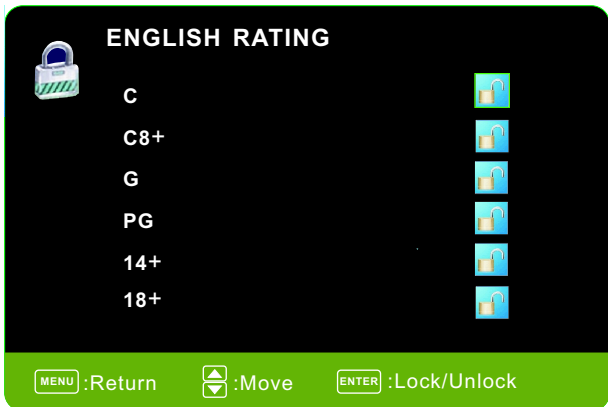 ENGLISH RATING
C
C8+
G
PG
14+
18+
MENU :Return :Move ENTER :Lock/Unlock